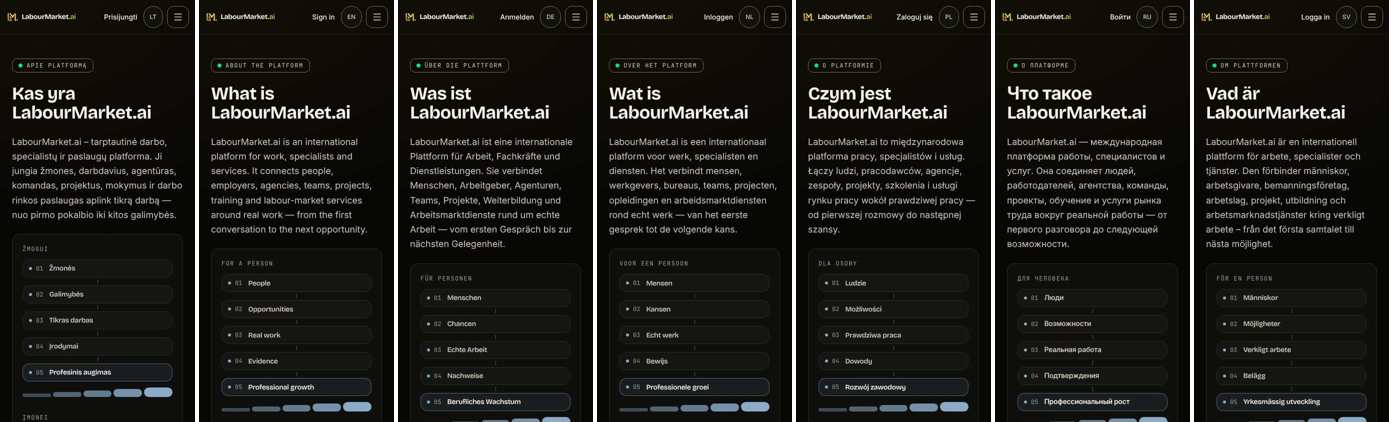 LabourMarket.ai
Prisijungti
LT
APIE PLATFORMĄ
Kas yra
LabourMarket.ai
LabourMarket.ai – tarptautinė darbo,
specialistų ir paslaugų platforma. Ji
jungia žmones, darbdavius, agentūras,
komandas, projektus, mokymus ir darbo
rinkos paslaugas aplink tikrą darbą —
nuo pirmo pokalbio iki kitos galimybės.
ŽMOGUI
01 Žmonės
02 Galimybės
03 Tikras darbas
04 Įrodymai
05 Profesinis augimas
ĮMONEI
LabourMarket.ai
Sign in
EN
ABOUT THE PLATFORM
What is
LabourMarket.ai
LabourMarket.ai is an international
platform for work, specialists and
services. It connects people,
employers, agencies, teams, projects,
training and labour-market services
around real work — from the first
conversation to the next opportunity.
FOR A PERSON
01 People
02 Opportunities
03 Real work
04 Evidence
05 Professional growth
LabourMarket.ai
Anmelden
DE
ÜBER DIE PLATTFORM
Was ist
LabourMarket.ai
LabourMarket.ai ist eine internationale
Plattform für Arbeit, Fachkräfte und
Dienstleistungen. Sie verbindet
Menschen, Arbeitgeber, Agenturen,
Teams, Projekte, Weiterbildung und
Arbeitsmarktdienste rund um echte
Arbeit — vom ersten Gespräch bis zur
nächsten Gelegenheit.
FÜR PERSONEN
01 Menschen
02 Chancen
03 Echte Arbeit
04 Nachweise
05 Berufliches Wachstum
LabourMarket.ai
Inloggen
NL
OVER HET PLATFORM
Wat is
LabourMarket.ai
LabourMarket.ai is een internationaal
platform voor werk, specialisten en
diensten. Het verbindt mensen,
werkgevers, bureaus, teams, projecten,
opleidingen en arbeidsmarktdiensten
rond echt werk — van het eerste
gesprek tot de volgende kans.
VOOR EEN PERSOON
01 Mensen
02 Kansen
03 Echt werk
04 Bewijs
05 Professionele groei
LabourMarket.ai
Zaloguj się
PL
O PLATFORMIE
Czym jest
LabourMarket.ai
LabourMarket.ai to międzynarodowa
platforma pracy, specjalistów i usług.
Łączy ludzi, pracodawców, agencje,
zespoły, projekty, szkolenia i usługi
rynku pracy wokół prawdziwej pracy —
od pierwszej rozmowy do następnej
szansy.
DLA OSOBY
01 Ludzie
02 Możliwości
03 Prawdziwa praca
04 Dowody
05 Rozwój zawodowy
LabourMarket.ai
Войти
RU
О ПЛАТФОРМЕ
Что такое
LabourMarket.ai
LabourMarket.ai — международная
платформа работы, специалистов и
услуг. Она соединяет людей,
работодателей, агентства, команды,
проекты, обучение и услуги рынка
труда вокруг реальной работы — от
первого разговора до следующей
возможности.
ДЛЯ ЧЕЛОВЕКА
01 Люди
02 Возможности
03 Реальная работа
04 Подтверждения
05 Профессиональный рост
LabourMarket.ai
Logga in
SV
OM PLATTFORMEN
Vad är
LabourMarket.ai
LabourMarket.ai är en internationell
plattform för arbete, specialister och
tjänster. Den förbinder människor,
arbetsgivare, bemanningsföretag,
arbetslag, projekt, utbildning och
arbetsmarknadstjänster kring verkligt
arbete – från det första samtalet till
nästa möjlighet.
FÖR EN PERSON
01 Människor
02 Möjligheter
03 Verkligt arbete
04 Belägg
05 Yrkesmässig utveckling